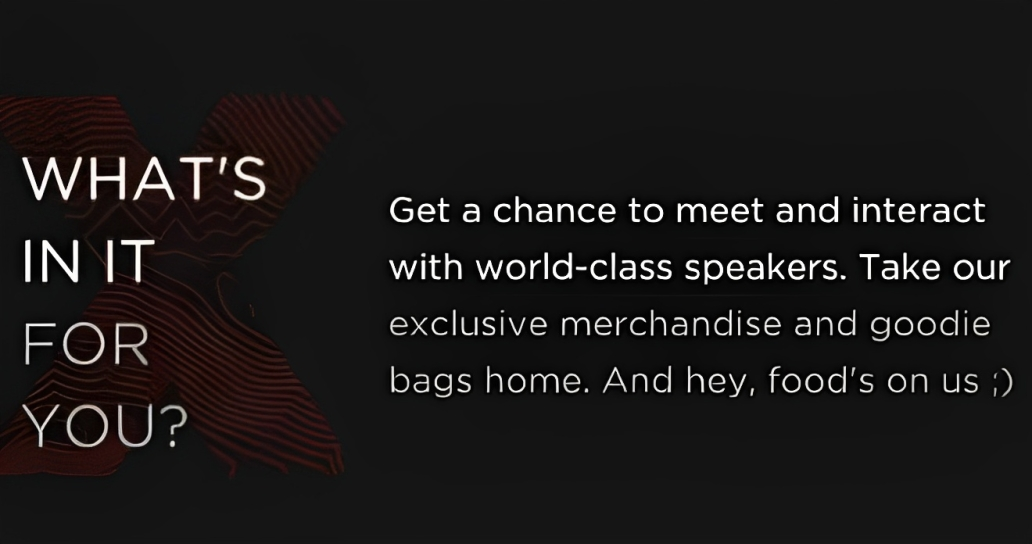 WHAT'S
IN IT
FOR
YOU?
Get a chance to meet and interact
with world-class speakers. Take our
exclusive merchandise and goodie
bags home. And hey, food's on us ;)